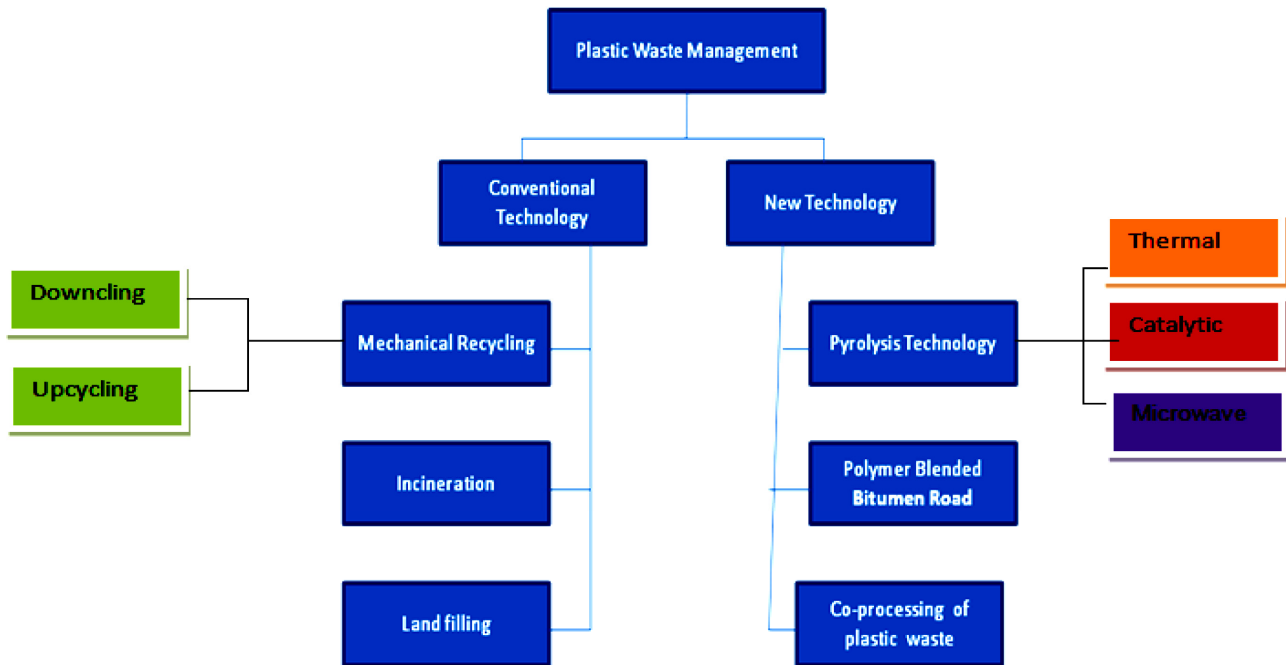 Plastic Waste Management
Conventional
Technology
New Technology
Thermal
Downcling
Mechanical Recycling
Pyrolysis Technology
Catalytic
Upcycling
Microwave
Incineration
Polymer Blended
Bitumen Road
Land filling
Co-processing of
plastic waste